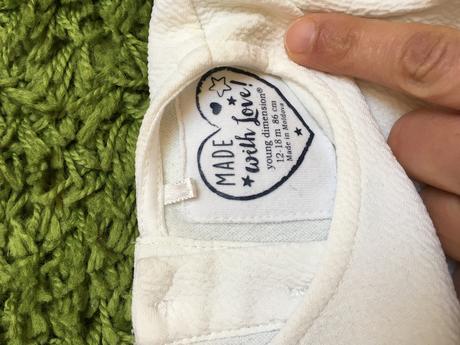 MADE
with Love!
young dimension®
12-18 m 86 cm
Made in Moldova